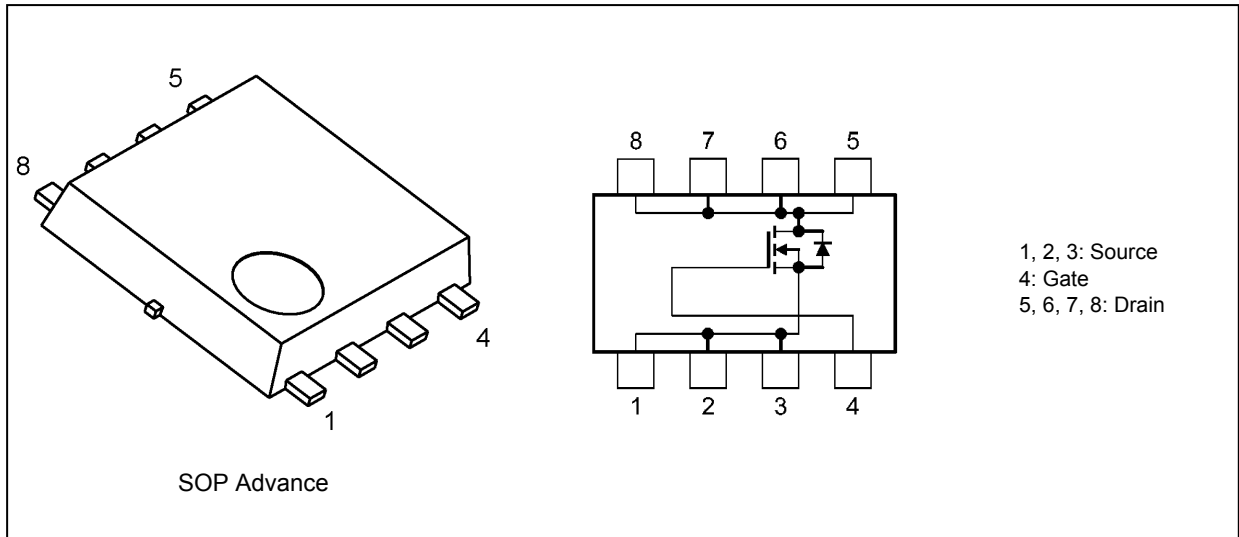 5
8
4
1
SOP Advance
8 7 6 5
1 2 3 4
1, 2, 3: Source
4: Gate
5, 6, 7, 8: Drain